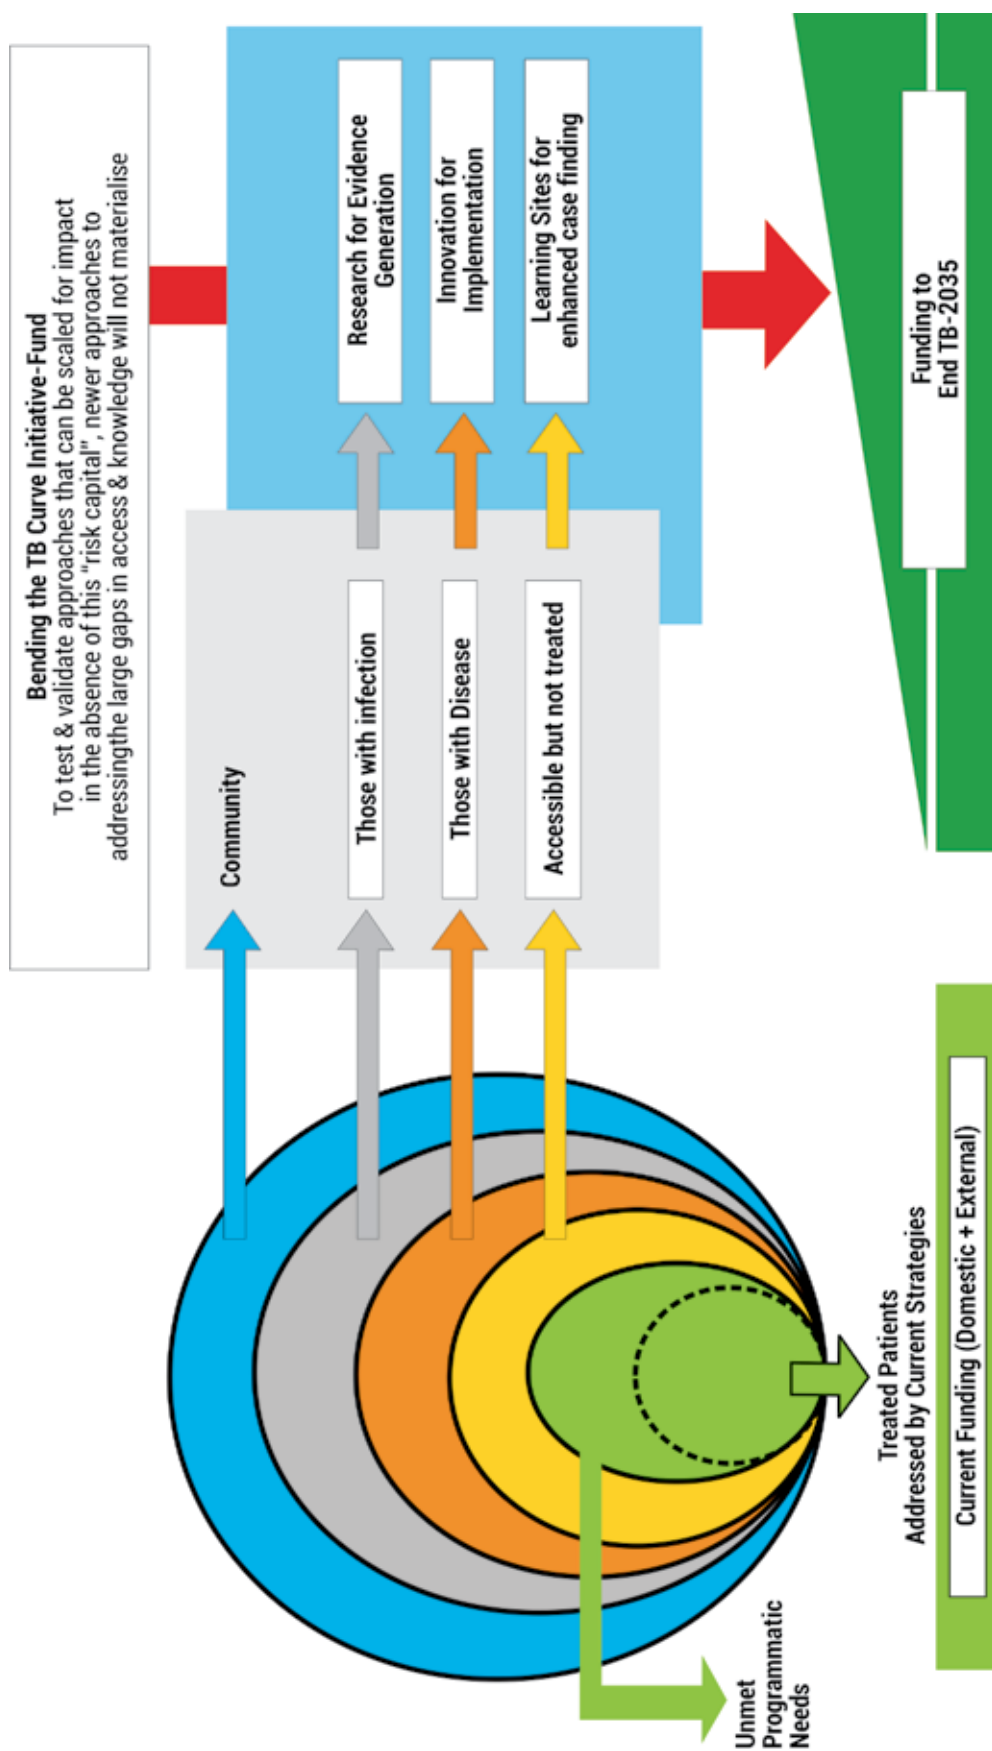 Bending the TB Curve Initiative-Fund
To test & validate approaches that can be scaled for impact
in the absence of this "risk capital", newer approaches to
addressingthe large gaps in access & knowledge will not materialise
Community
Those with infection
Those with Disease
Accessible but not treated
Research for Evidence
Generation
Innovation for
Implementation
Learning Sites for
enhanced case finding
Unmet
Programmatic
Needs
Treated Patients
Addressed by Current Strategies
Current Funding (Domestic + External)
Funding to
End TB-2035